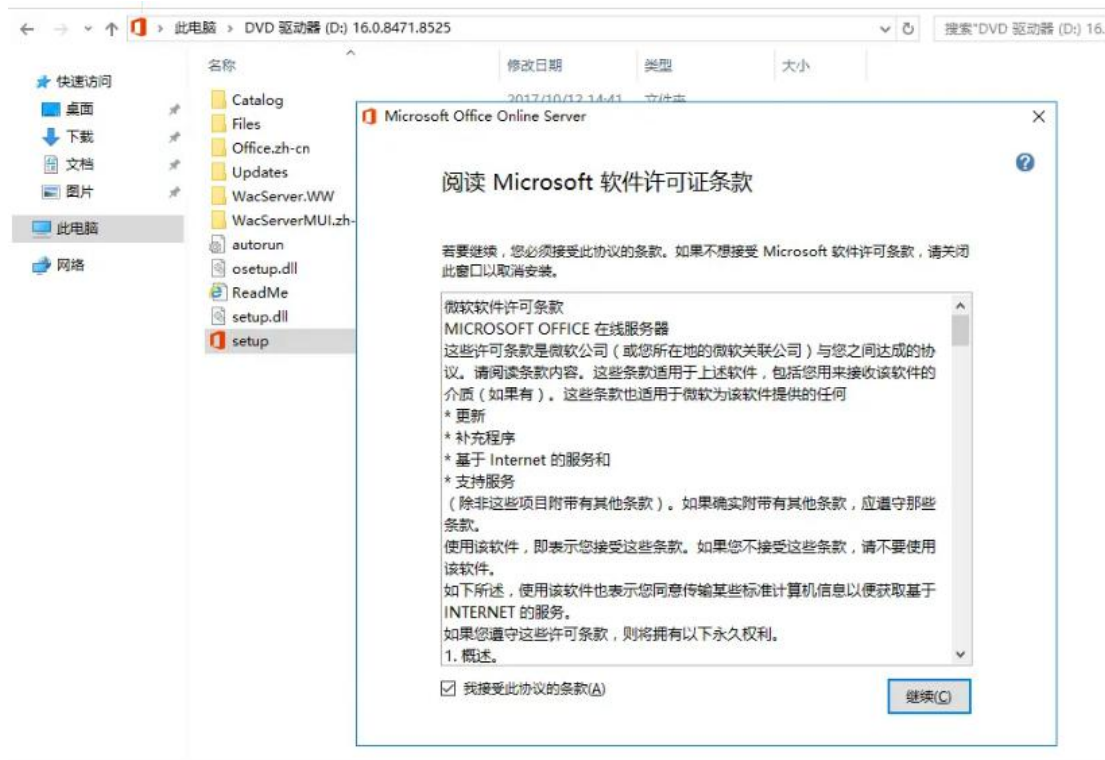 此电脑 › DVD 驱动器 (D:) 16.0.8471.8525
搜索"DVD 驱动器 (D:) 16.
快速访问
桌面
下载
文档
图片
此电脑
网络
名称 修改日期 类型 大小
Catalog 2017/10/12 14:41 文件夹
Files
Office.zh-cn
Updates
WacServer.WW
WacServerMUI.zh-
autorun
osetup.dll
ReadMe
setup.dll
setup
Microsoft Office Online Server
阅读 Microsoft 软件许可证条款
若要继续，您必须接受此协议的条款。如果不想接受 Microsoft 软件许可条款，请关闭
此窗口以取消安装。
微软软件许可条款
MICROSOFT OFFICE 在线服务器
这些许可条款是微软公司（或您所在地的微软关联公司）与您之间达成的协
议。请阅读条款内容。这些条款适用于上述软件，包括您用来接收该软件的
介质（如果有）。这些条款也适用于微软为该软件提供的任何
* 更新
* 补充程序
* 基于 Internet 的服务和
* 支持服务
（除非这些项目附带有其他条款）。如果确实附带有其他条款，应遵守那些
条款。
使用该软件，即表示您接受这些条款。如果您不接受这些条款，请不要使用
该软件。
如下所述，使用该软件也表示您同意传输某些标准计算机信息以便获取基于
INTERNET 的服务。
如果您遵守这些许可条款，则将拥有以下永久权利。
1. 概述。
我接受此协议的条款(A)
继续(C)